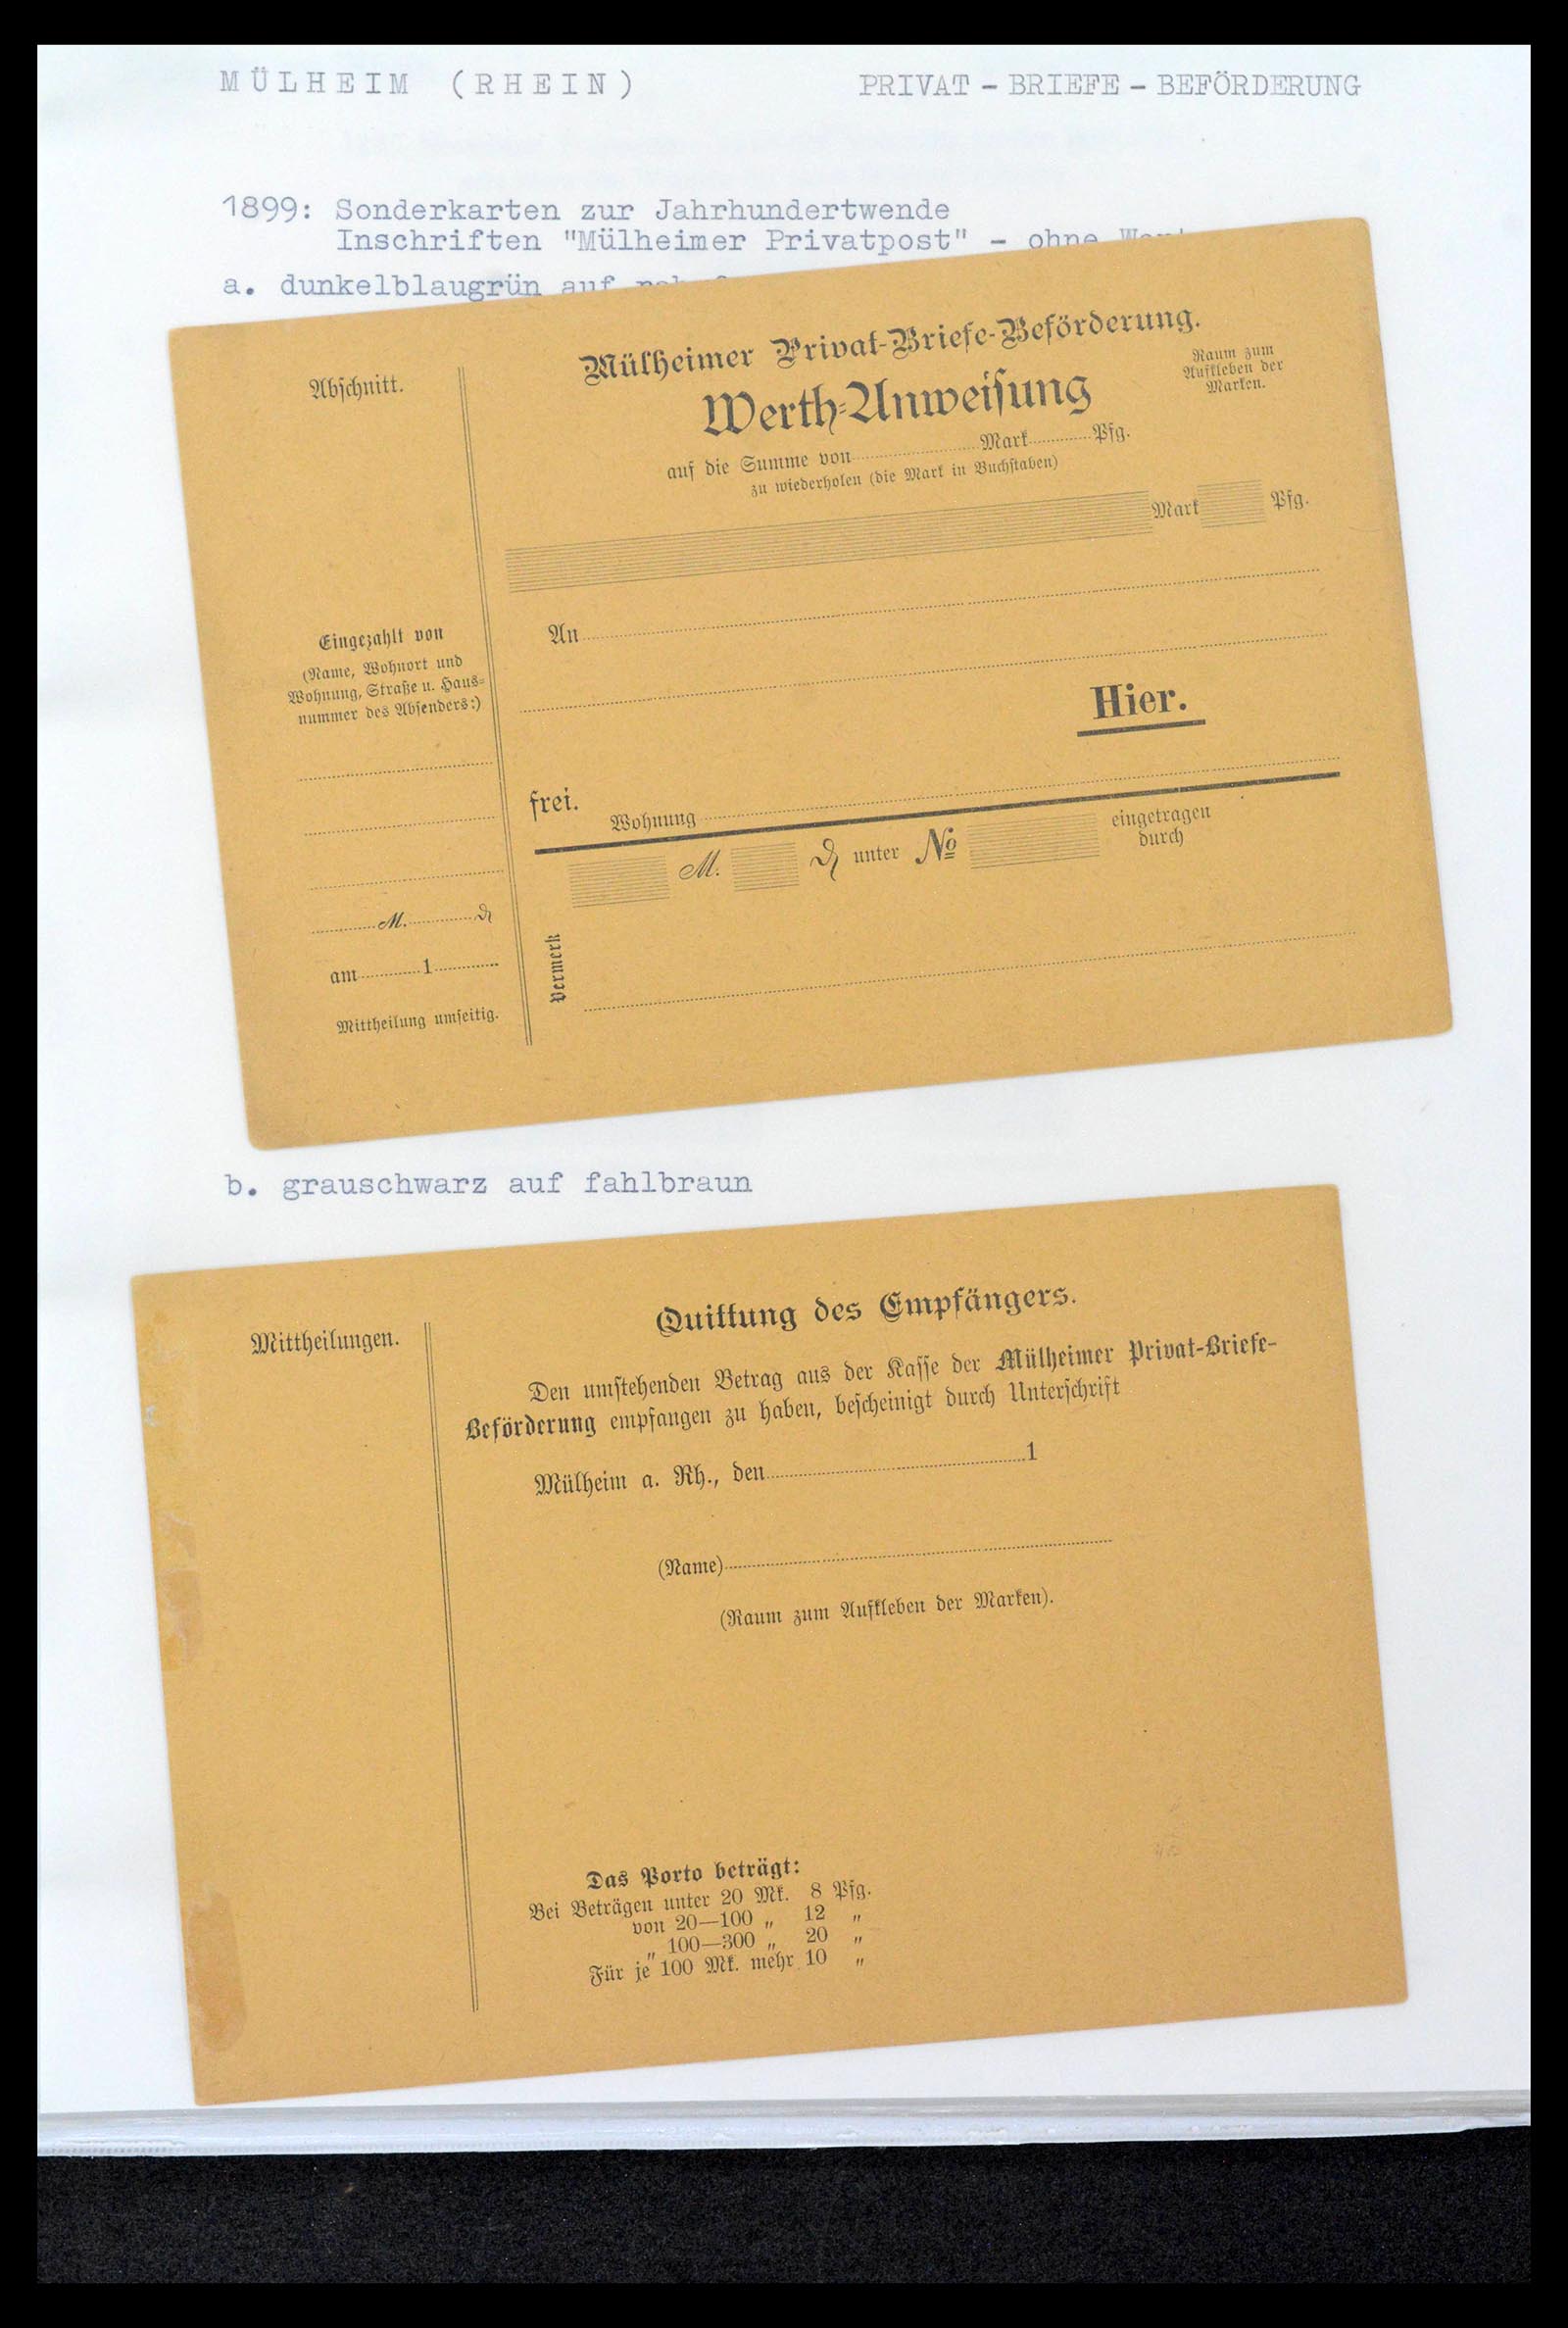 MÜLHEIM (RHEIN) PRIVAT – BRIEFE – BEFÖRDERUNG
1899: Sonderkarten zur Jahrhundertwende
Inschriften "Mülheimer Privatpost" – ohne
a. dunkelblaugrün auf
Abschnitt.
Eingezahlt von
(Name, Wohnort und
Wohnung, Straße u. Haus-
nummer des Absenders:)
M. ₰
am 1
Mittheilung umseitig.
Mülheimer Privat-Briefe-Beförderung.
Werth-Anweisung
Raum zum
Aufkleben der
Marken.
auf die Summe von Mark Pfg.
zu wiederholen (die Mark in Buchstaben)
Mark Pfg.
An
Hier.
frei.
Wohnung
M. ₰ unter No eingetragen
durch
Vermerk
b. grauschwarz auf fahlbraun
Mittheilungen.
Quittung des Empfängers.
Den umstehenden Betrag aus der Kasse der Mülheimer Privat-Briefe-
Beförderung empfangen zu haben, bescheinigt durch Unterschrift
Mülheim a. Rh., den 1
(Name)
(Raum zum Aufkleben der Marken).
Das Porto beträgt:
Bei Beträgen unter 20 Mk. 8 Pfg.
von 20—100 „ 12 „
„ 100—300 „ 20 „
Für je 100 Mk. mehr 10 „